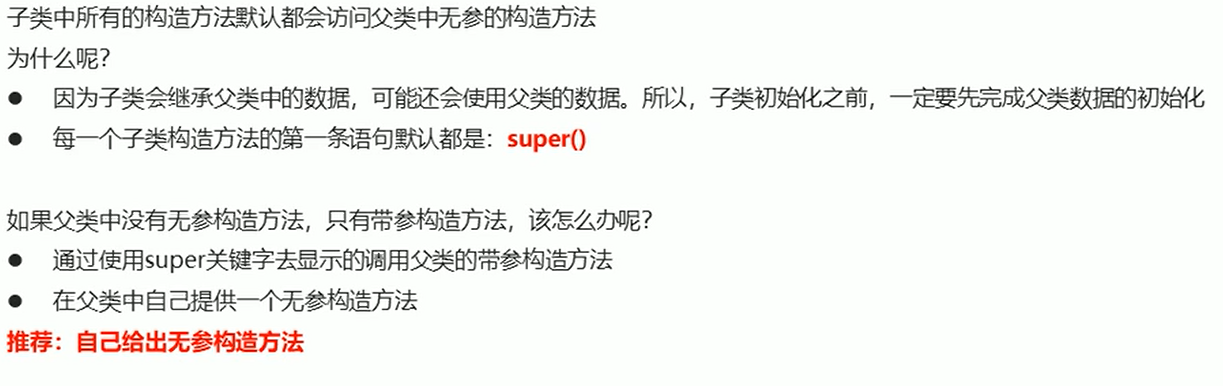 子类中所有的构造方法默认都会访问父类中无参的构造方法
为什么呢?
● 因为子类会继承父类中的数据，可能还会使用父类的数据。所以，子类初始化之前，一定要先完成父类数据的初始化
● 每一个子类构造方法的第一条语句默认都是：super()
如果父类中没有无参构造方法，只有带参构造方法，该怎么办呢?
● 通过使用super关键字去显示的调用父类的带参构造方法
● 在父类中自己提供一个无参构造方法
推荐：自己给出无参构造方法